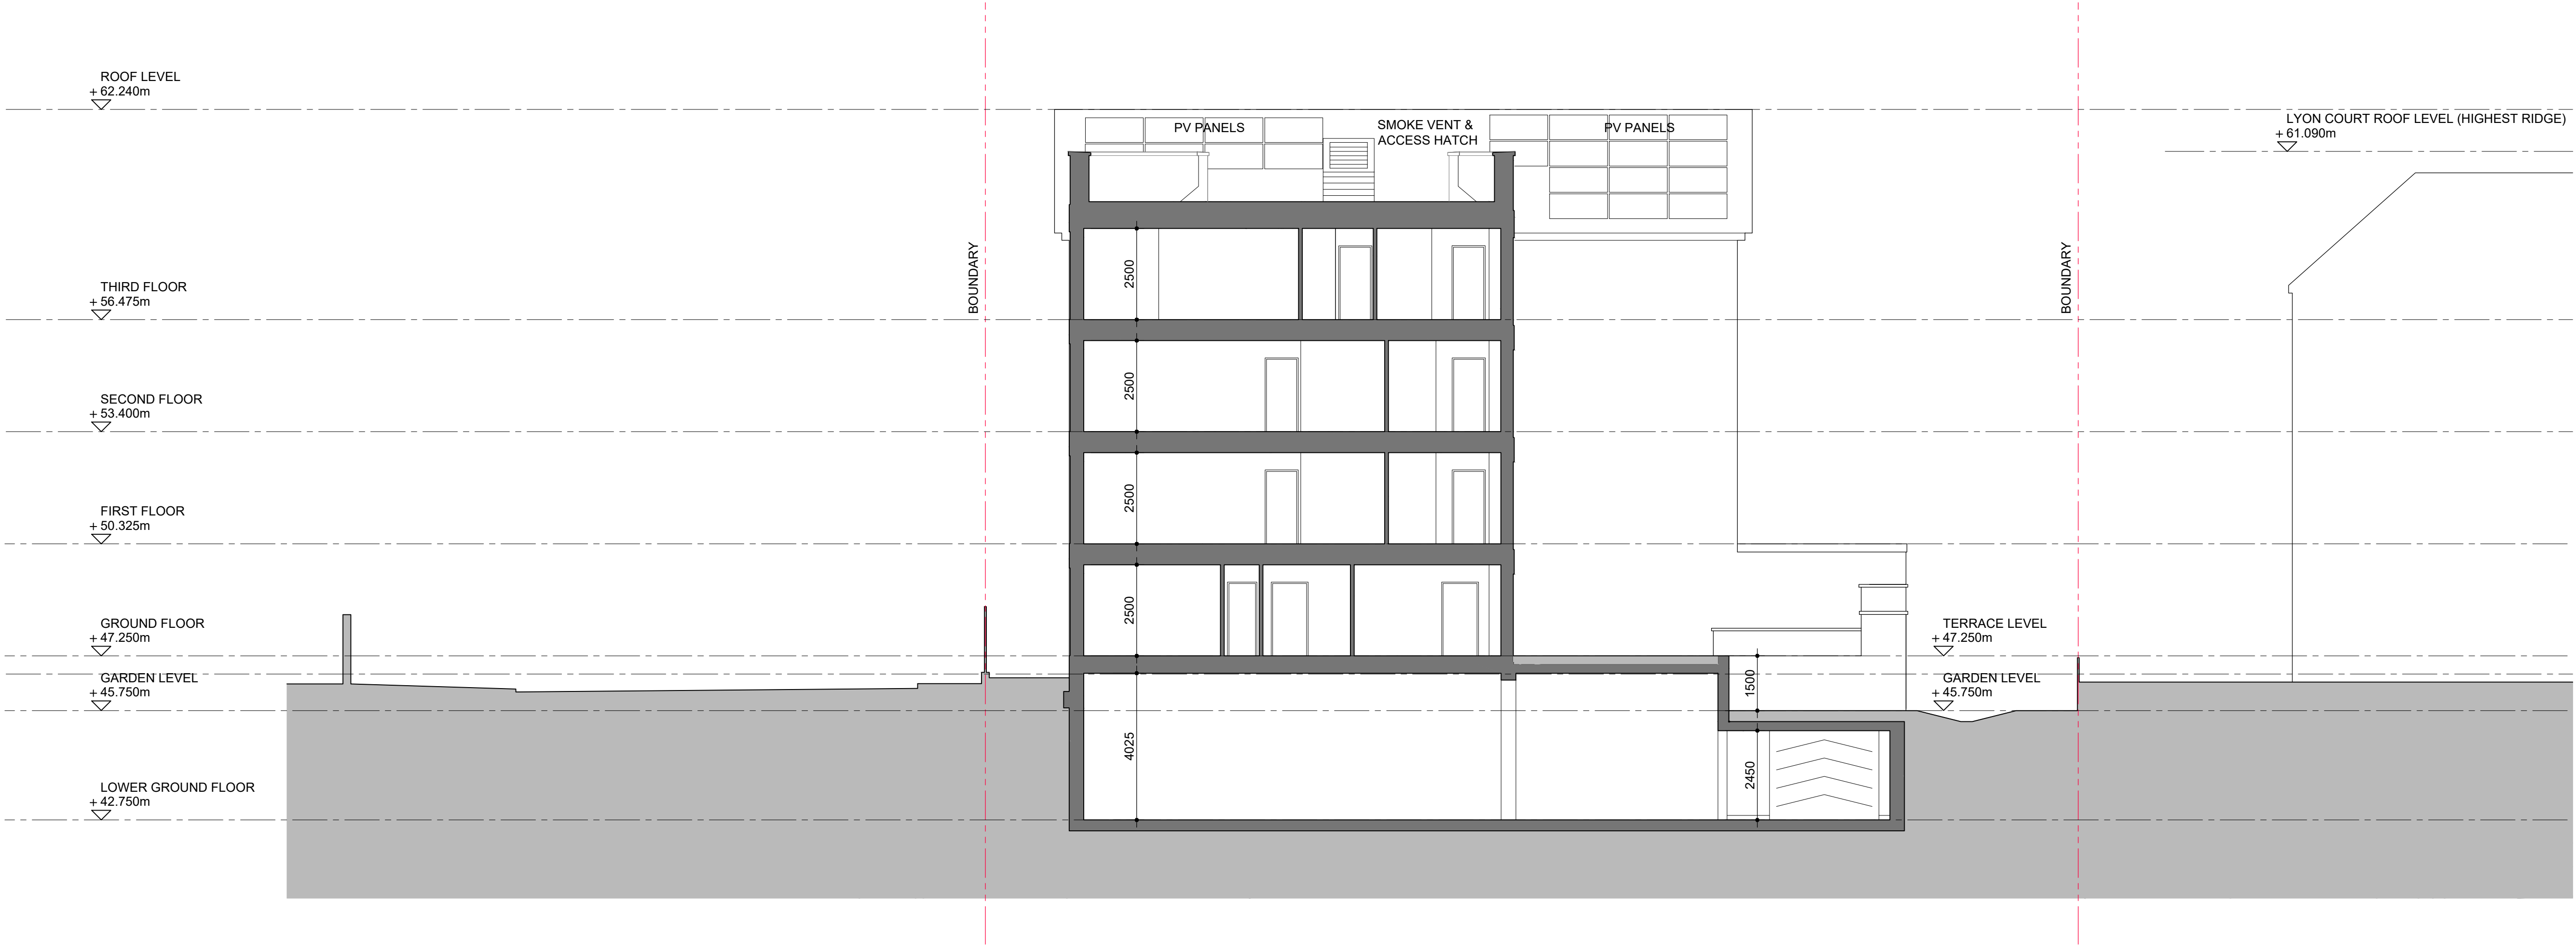 ROOF LEVEL
+ 62.240m
PV PANELS
SMOKE VENT &
ACCESS HATCH
PV PANELS
LYON COURT ROOF LEVEL (HIGHEST RIDGE)
+ 61.090m
BOUNDARY
BOUNDARY
2500
THIRD FLOOR
+ 56.475m
2500
SECOND FLOOR
+ 53.400m
2500
FIRST FLOOR
+ 50.325m
2500
GROUND FLOOR
+ 47.250m
TERRACE LEVEL
+ 47.250m
GARDEN LEVEL
+ 45.750m
1500
GARDEN LEVEL
+ 45.750m
4025
2450
LOWER GROUND FLOOR
+ 42.750m